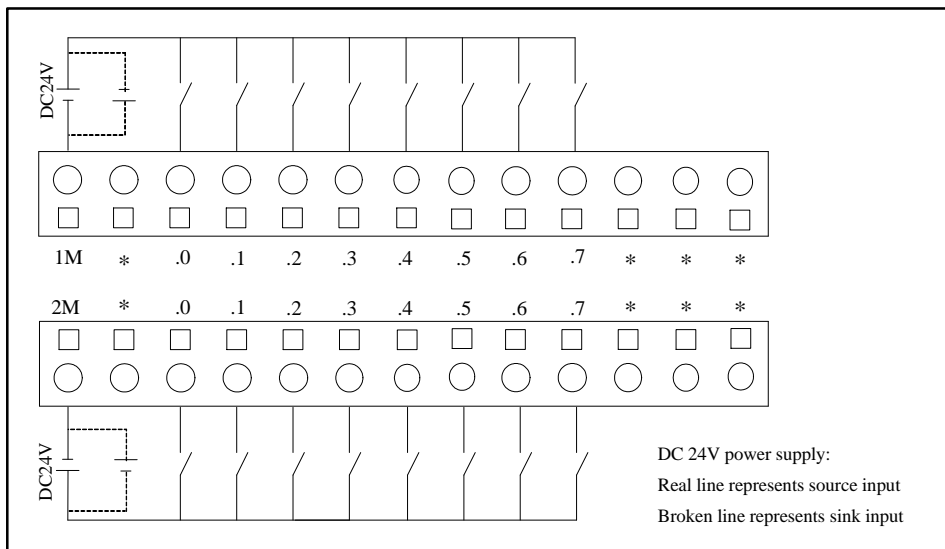 DC24V
1M * .0 .1 .2 .3 .4 .5 .6 .7 * * *
2M * .0 .1 .2 .3 .4 .5 .6 .7 * * *
DC24V
DC 24V power supply:
Real line represents source input
Broken line represents sink input